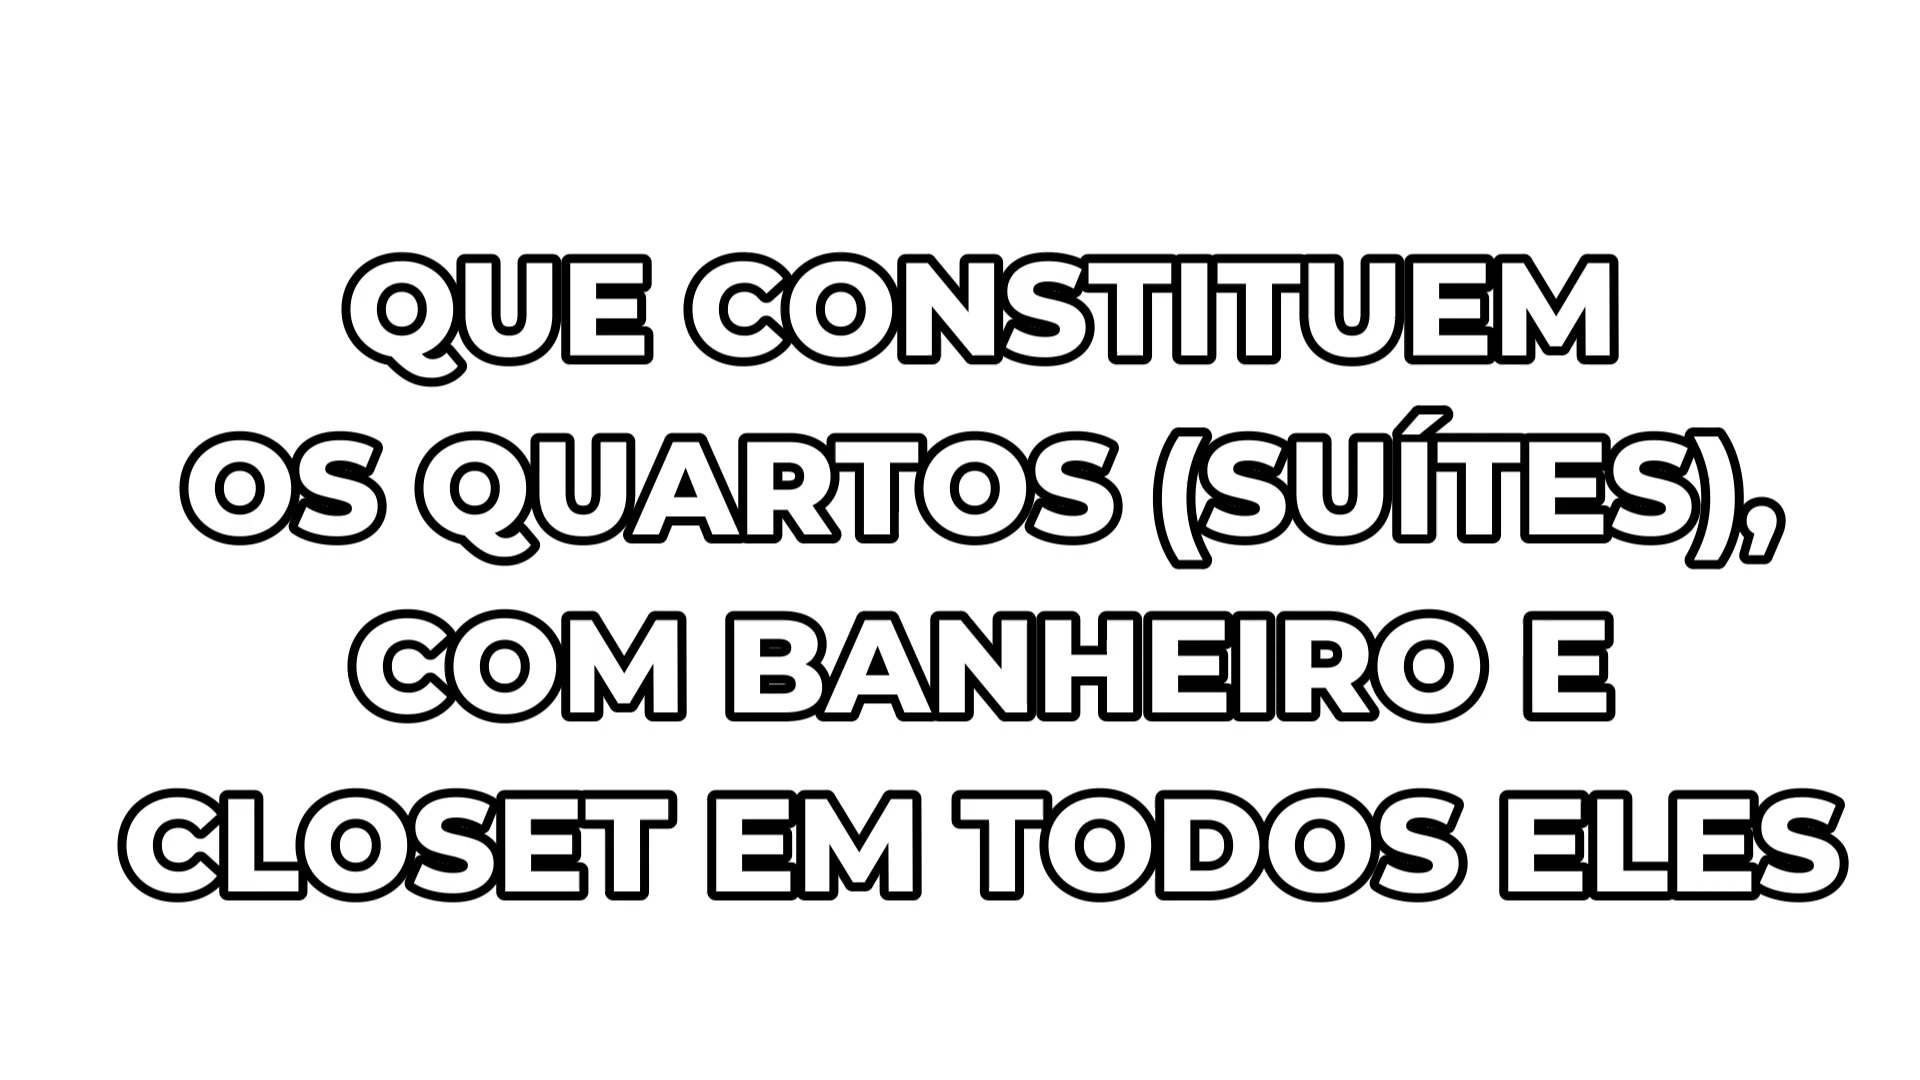 QUE CONSTITUEM
OS QUARTOS (SUÍTES),
COM BANHEIRO E
CLOSET EM TODOS ELES